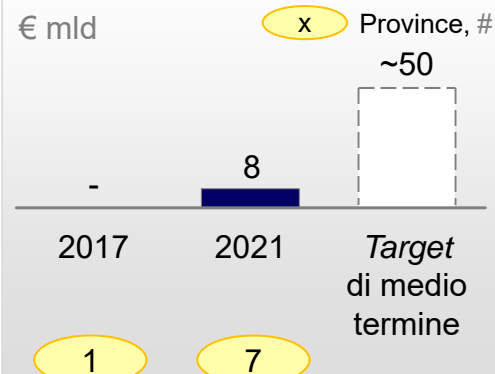 € mld
x Province, #
~50
8
-
2017 2021 Target
di medio
termine
1 7